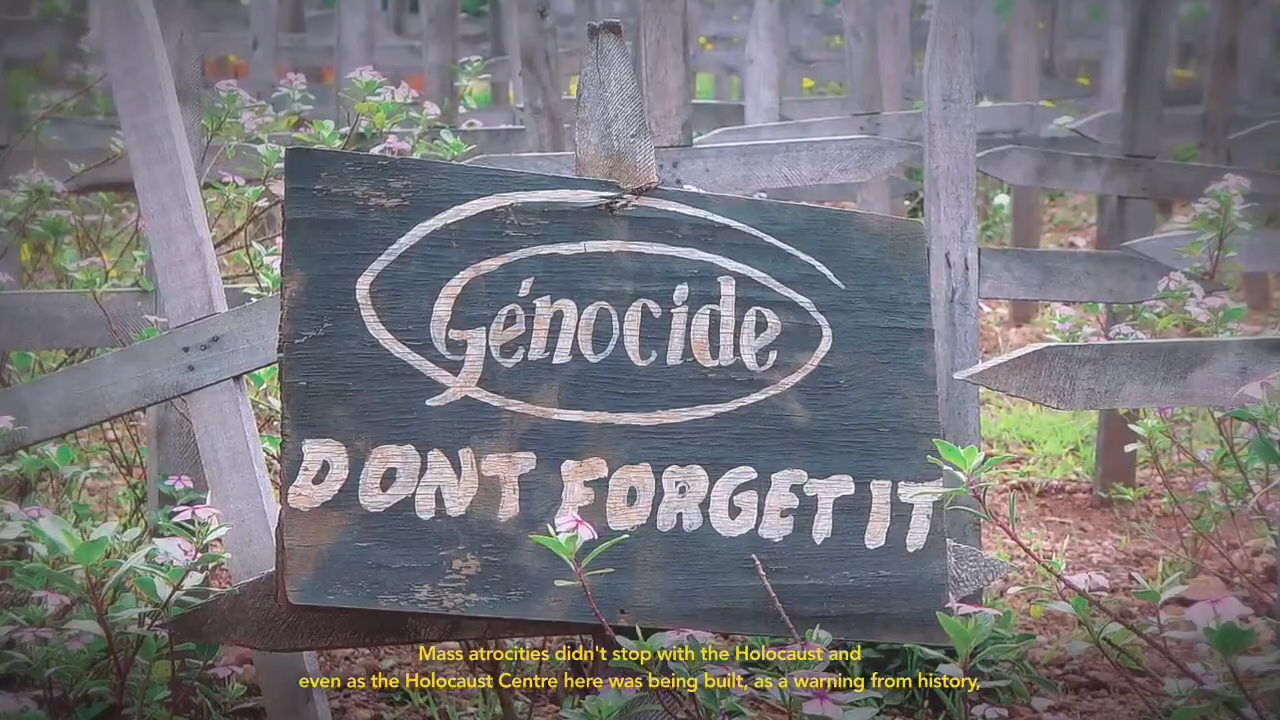 Génocide
DONT FORGET IT
Mass atrocities didn't stop with the Holocaust and
even as the Holocaust Centre here was being built, as a warning from history,